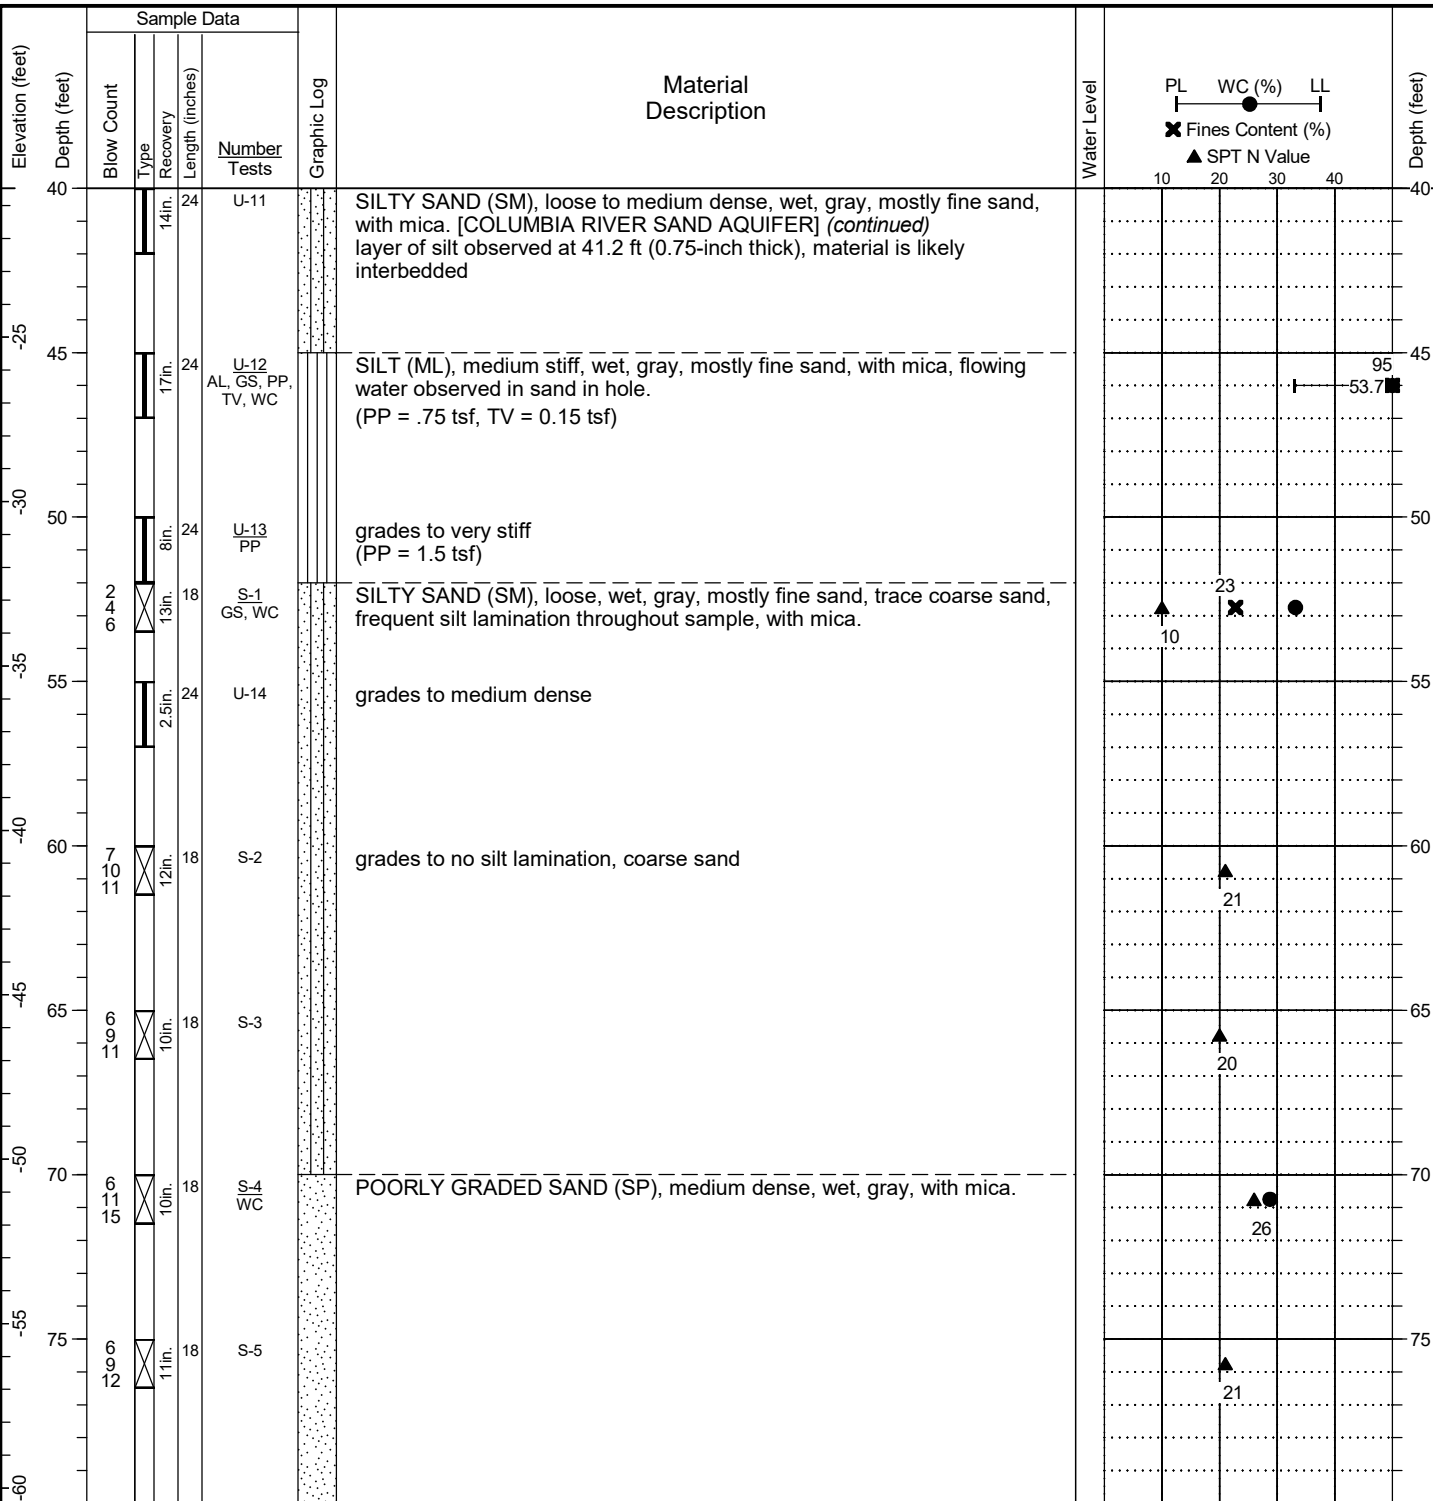 Sample Data
Elevation (feet)
Depth (feet)
Blow Count
Type
Recovery
Length (inches)
Number
Tests
Graphic Log
Material
Description
Water Level
PL WC (%) LL
Fines Content (%)
SPT N Value
10 20 30 40
Depth (feet)
40
14in. 24 U-11
SILTY SAND (SM), loose to medium dense, wet, gray, mostly fine sand,
with mica. [COLUMBIA RIVER SAND AQUIFER] (continued)
layer of silt observed at 41.2 ft (0.75-inch thick), material is likely
interbedded
40
-25
45
17in. 24 U-12
AL, GS, PP,
TV, WC
SILT (ML), medium stiff, wet, gray, mostly fine sand, with mica, flowing
water observed in sand in hole.
(PP = .75 tsf, TV = 0.15 tsf)
95
53.7
45
-30
50
8in. 24 U-13
PP
grades to very stiff
(PP = 1.5 tsf)
50
2
4
6
13in. 18 S-1
GS, WC
SILTY SAND (SM), loose, wet, gray, mostly fine sand, trace coarse sand,
frequent silt lamination throughout sample, with mica.
23
10
-35
55
2.5in. 24 U-14
grades to medium dense
55
-40
60
7
10
11
12in. 18 S-2
grades to no silt lamination, coarse sand
21
60
-45
65
6
9
11
10in. 18 S-3
20
65
-50
70
6
11
15
10in. 18 S-4
WC
POORLY GRADED SAND (SP), medium dense, wet, gray, with mica.
26
70
-55
75
6
9
12
11in. 18 S-5
21
75
-60